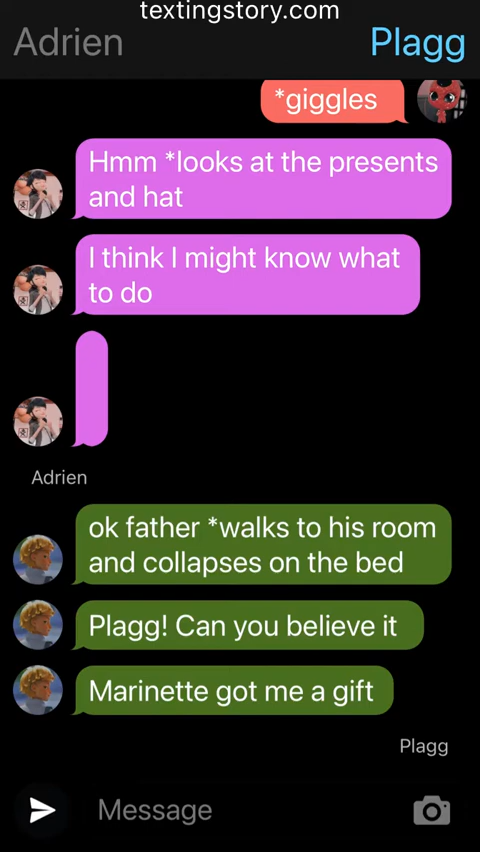 textingstory.com
Adrien
Plagg
*giggles
Hmm *looks at the presents
and hat
I think I might know what
to do
Adrien
ok father *walks to his room
and collapses on the bed
Plagg! Can you believe it
Marinette got me a gift
Plagg
Message